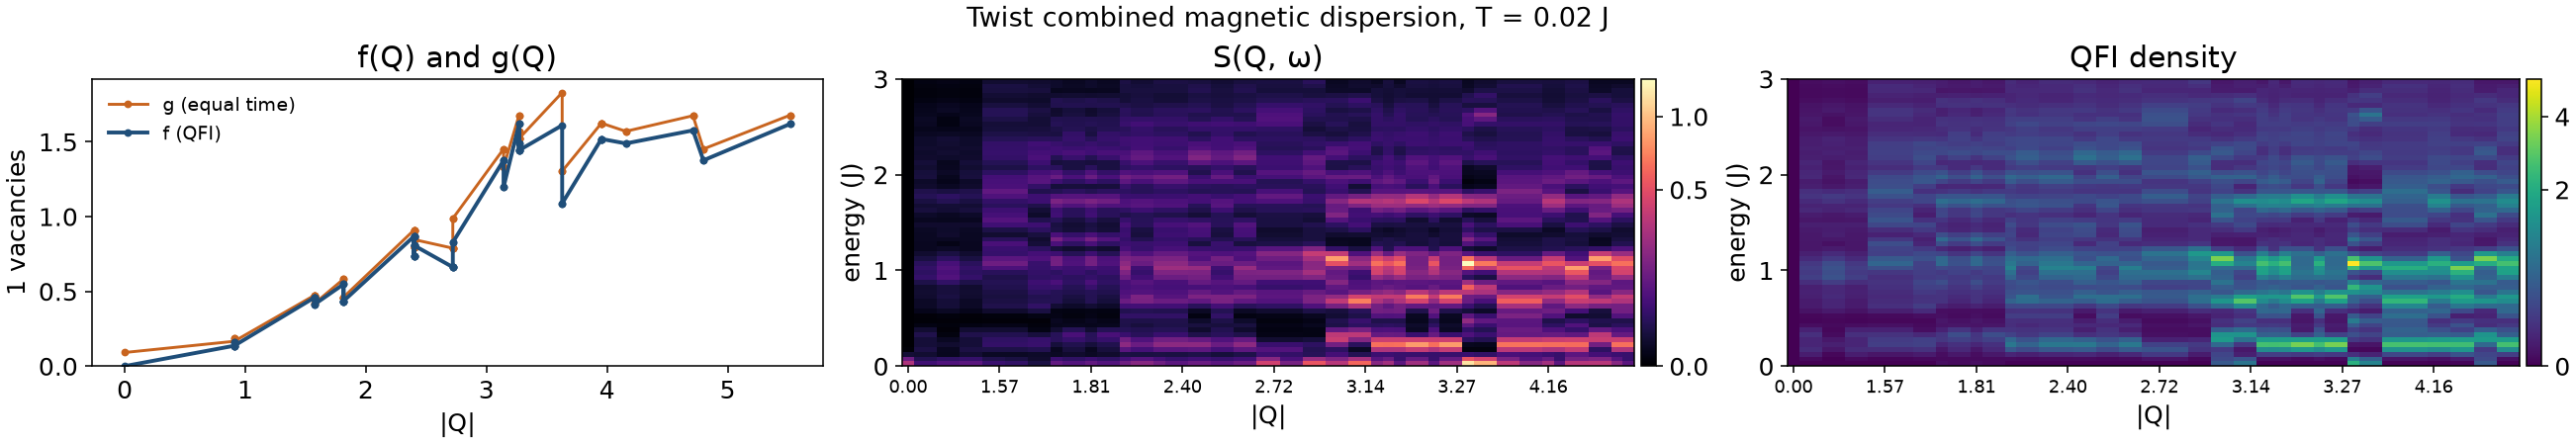 Twist combined magnetic dispersion, T = 0.02 J
f(Q) and g(Q)
1 vacancies
1.5
1.0
0.5
0.0
g (equal time)
f (QFI)
0 1 2 3 4 5
|Q|
S(Q, ω)
energy (J)
3
2
1
0
0.00 1.57 1.81 2.40 2.72 3.14 3.27 4.16
|Q|
1.0
0.5
0.0
QFI density
energy (J)
3
2
1
0
0.00 1.57 1.81 2.40 2.72 3.14 3.27 4.16
|Q|
4
2
0